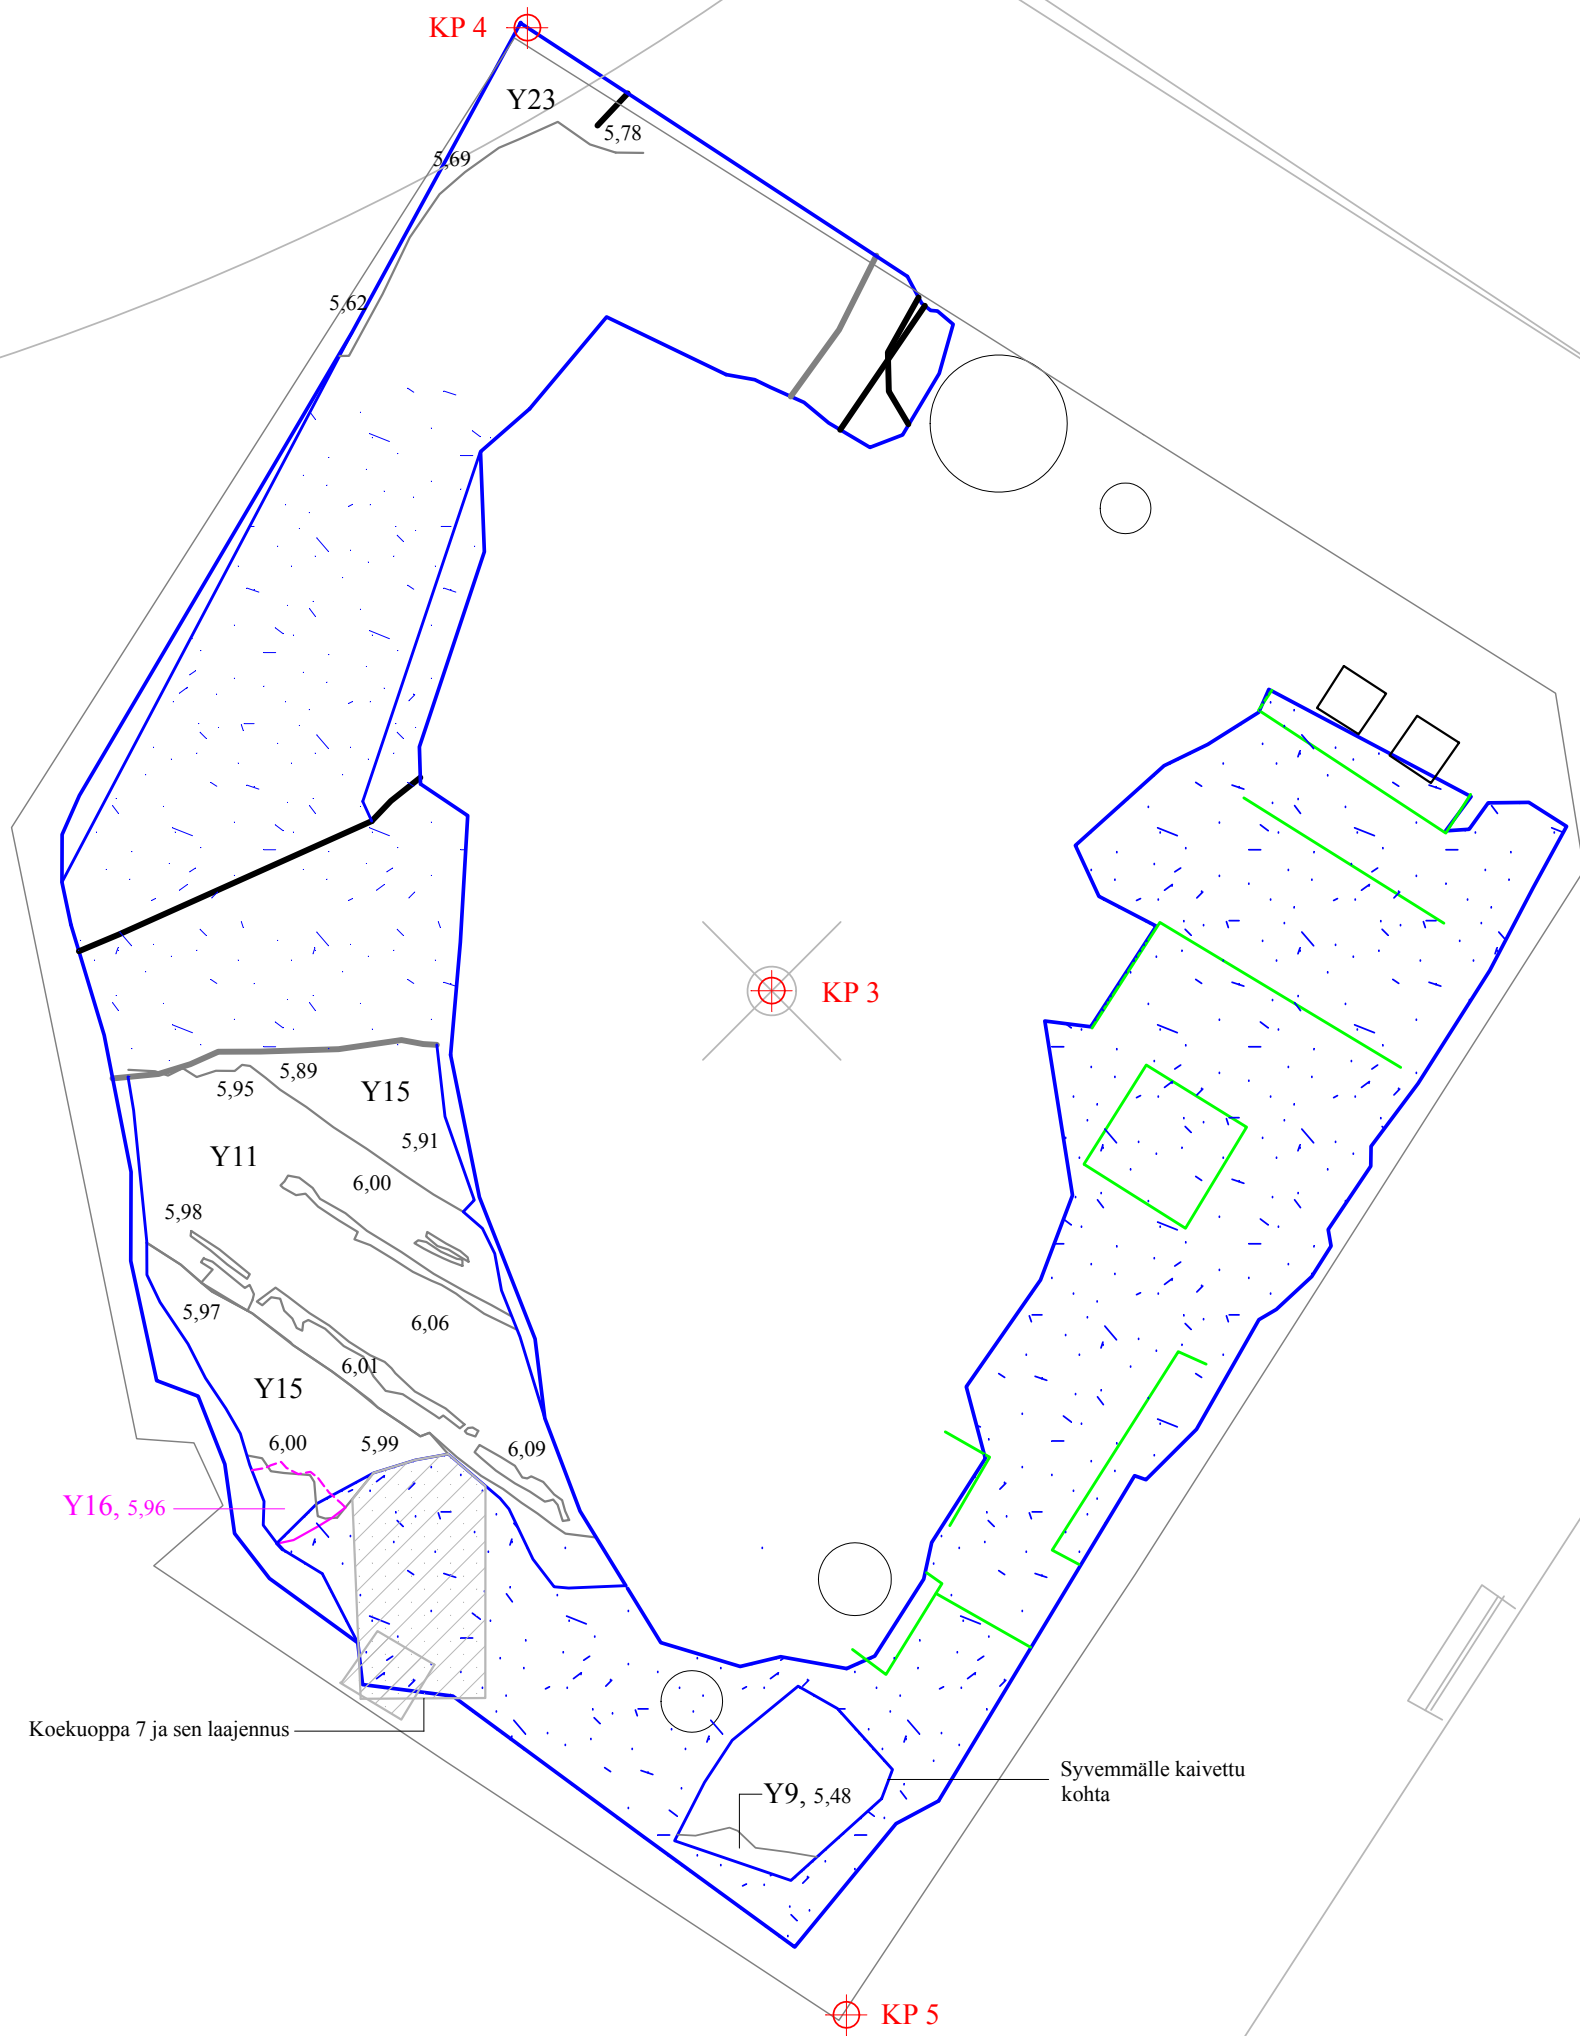 KP 4
Y23
5,78
5,69
5,62
KP 3
5,89
5,95
Y15
5,91
Y11
6,00
5,98
5,97
6,06
6,01
Y15
6,00
5,99
6,09
Y16, 5,96
Koekuoppa 7 ja sen laajennus
Syvemmälle kaivettu
kohta
Y9, 5,48
KP 5